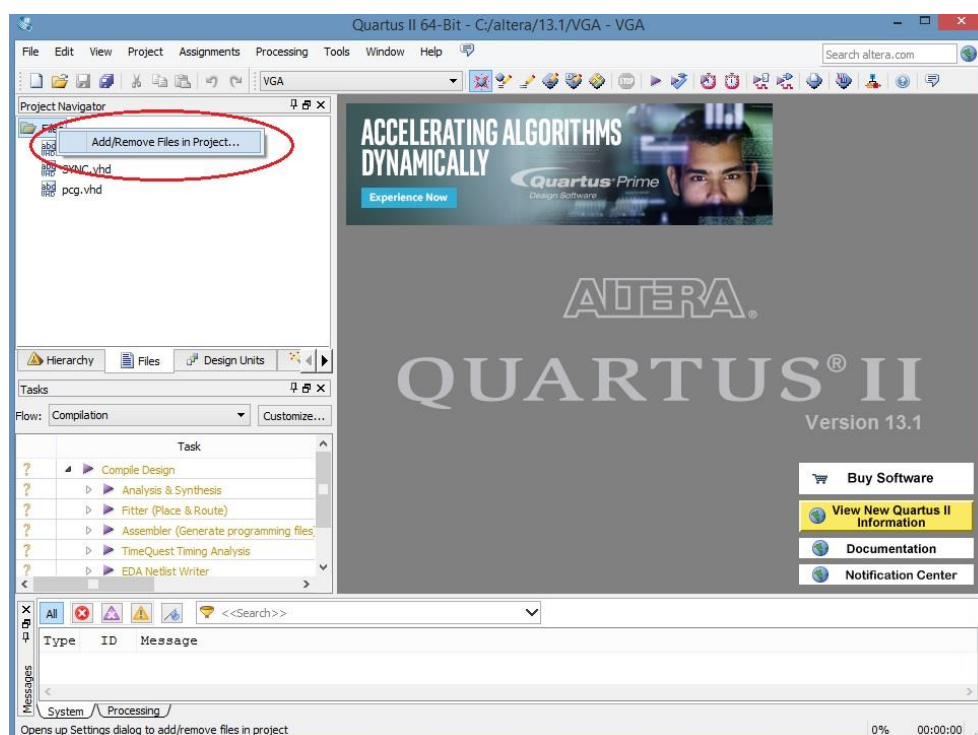 Quartus II 64-Bit - C:/altera/13.1/VGA - VGA
File Edit View Project Assignments Processing Tools Window Help
Search altera.com
VGA
Project Navigator
Files
Add/Remove Files in Project...
SYNC.vhd
pcg.vhd
Hierarchy Files Design Units
Tasks
Flow: Compilation Customize...
Task
Compile Design
Analysis & Synthesis
Fitter (Place & Route)
Assembler (Generate programming files)
TimeQuest Timing Analysis
EDA Netlist Writer
ACCELERATING ALGORITHMS
DYNAMICALLY
Quartus Prime
Design Software
Experience Now
ALTERA®
QUARTUS® II
Version 13.1
Buy Software
View New Quartus II
Information
Documentation
Notification Center
All <<Search>>
Type ID Message
Messages
System Processing
Opens up Settings dialog to add/remove files in project 0% 00:00:00